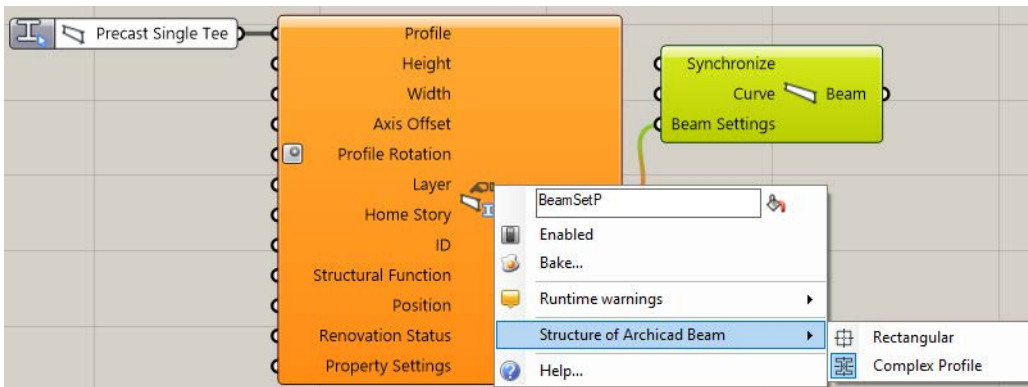 Precast Single Tee
Profile
Height
Width
Axis Offset
Profile Rotation
Layer
Home Story
ID
Structural Function
Position
Renovation Status
Property Settings
Synchronize
Curve
Beam
Beam Settings
BeamSetP
Enabled
Bake...
Runtime warnings
Structure of Archicad Beam
Help...
Rectangular
Complex Profile